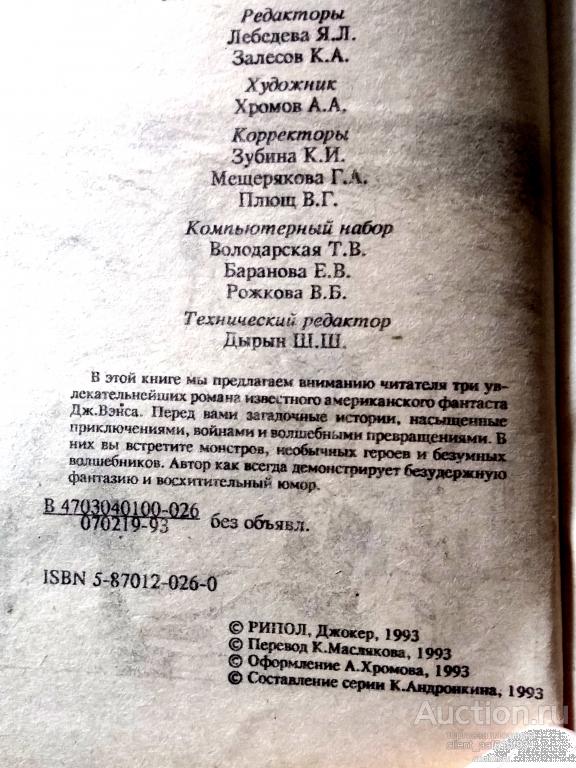 Редакторы
Лебедева Я.Л.
Залесов К.А.
Художник
Хромов А.А.
Корректоры
Зубина К.И.
Мещерякова Г.А.
Плющ В.Г.
Компьютерный набор
Володарская Т.В.
Баранова Е.В.
Рожкова В.Б.
Технический редактор
Дырын Ш.Ш.
В этой книге мы предлагаем вниманию читателя три ув-
лекательнейших романа известного американского фантаста
Дж.Вэнса. Перед вами загадочные истории, насыщенные
приключениями, войнами и волшебными превращениями. В
них вы встретите монстров, необычных героев и безумных
волшебников. Автор как всегда демонстрирует безудержную
фантазию и восхитительный юмор.
В 4703040100-026
070219-93 без объявл.
ISBN 5-87012-026-0
© РИПОЛ, Джокер, 1993
© Перевод К.Маслякова, 1993
© Оформление А.Хромова, 1993
© Составление серии К.Андронкина, 1993
Auction.ru